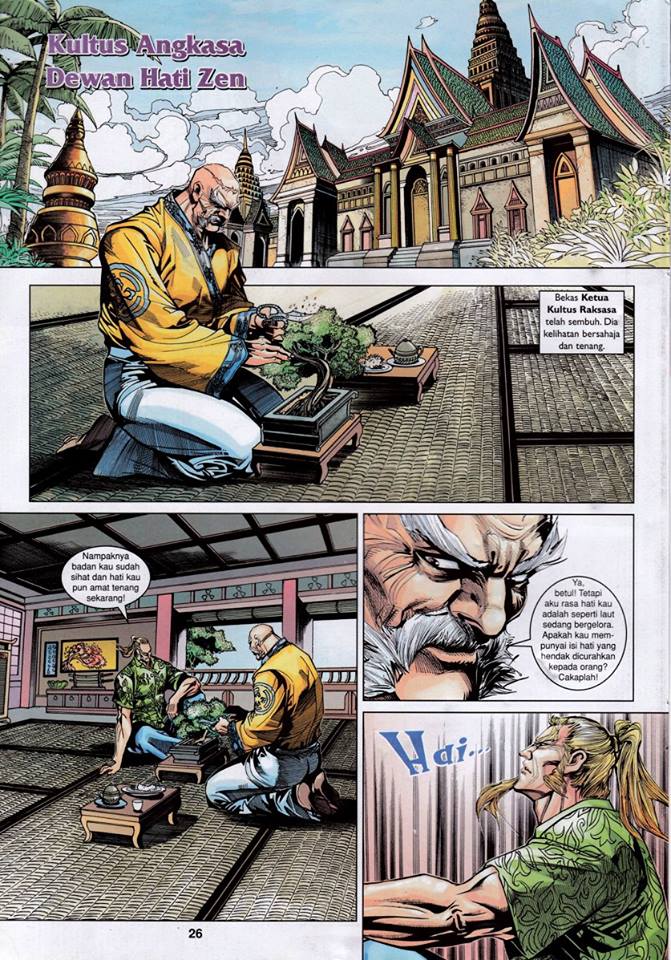 Kultus Angkasa
Dewan Hati Zen
Bekas Ketua
Kultus Raksasa
telah sembuh. Dia
kelihatan bersahaja
dan tenang.
Nampaknya
badan kau sudah
sihat dan hati kau
pun amat tenang
sekarang!
Ya,
betul! Tetapi
aku rasa hati kau
adalah seperti laut
sedang bergelora.
Apakah kau mem-
punyai isi hati yang
hendak dicurahkan
kepada orang?
Cakaplah!
Hai...
26